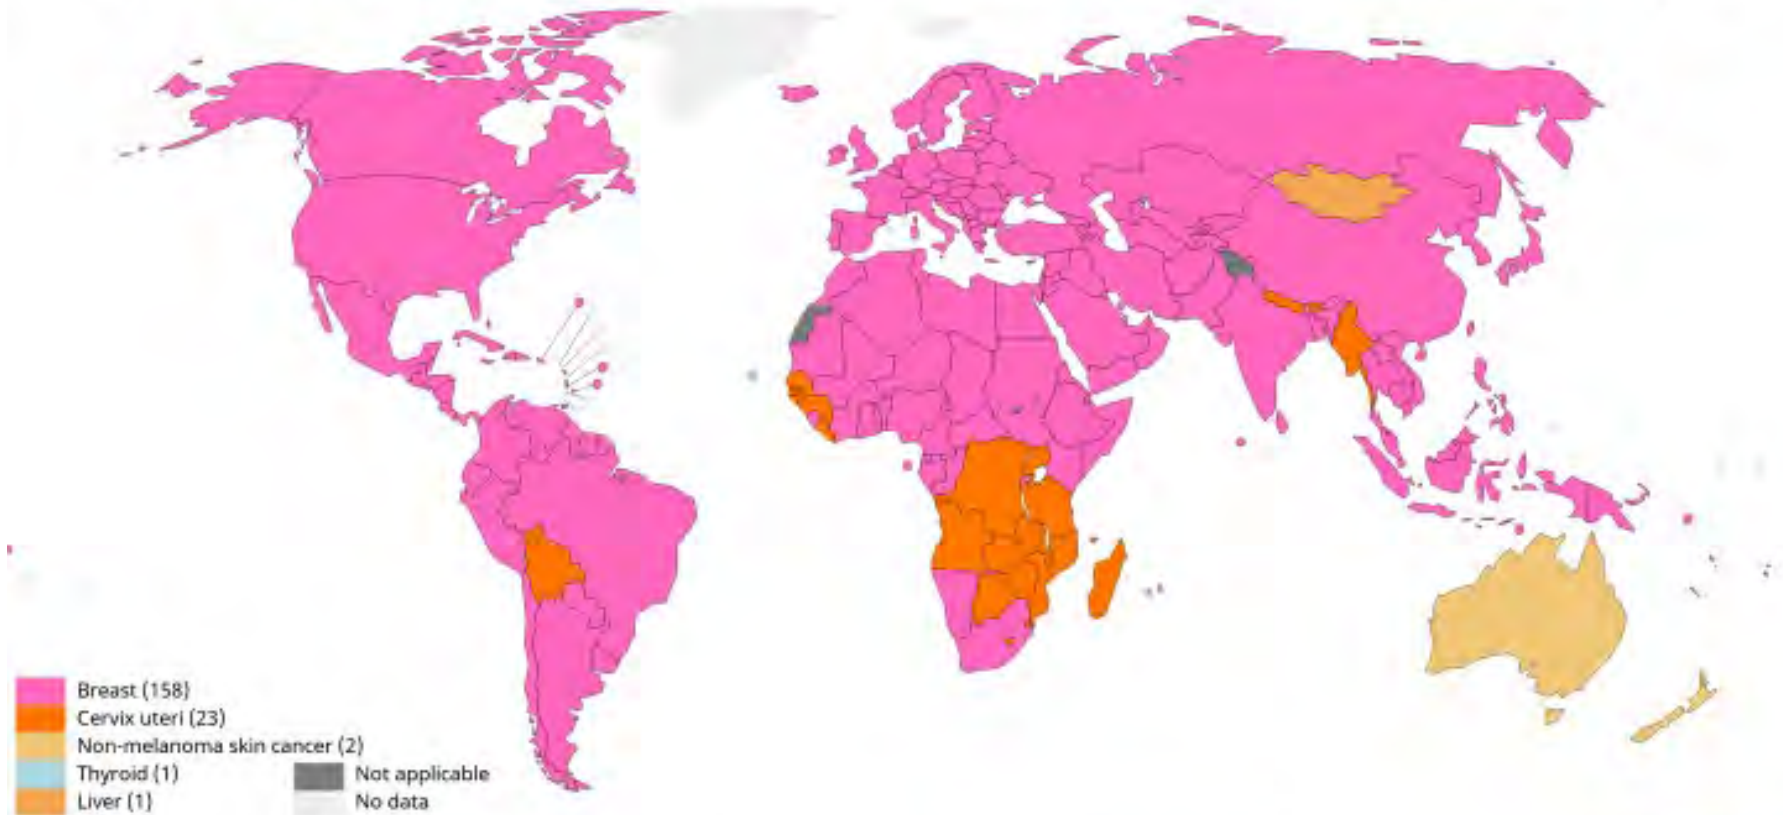 Breast (158)
Cervix uteri (23)
Non-melanoma skin cancer (2)
Thyroid (1)
Liver (1)
Not applicable
No data